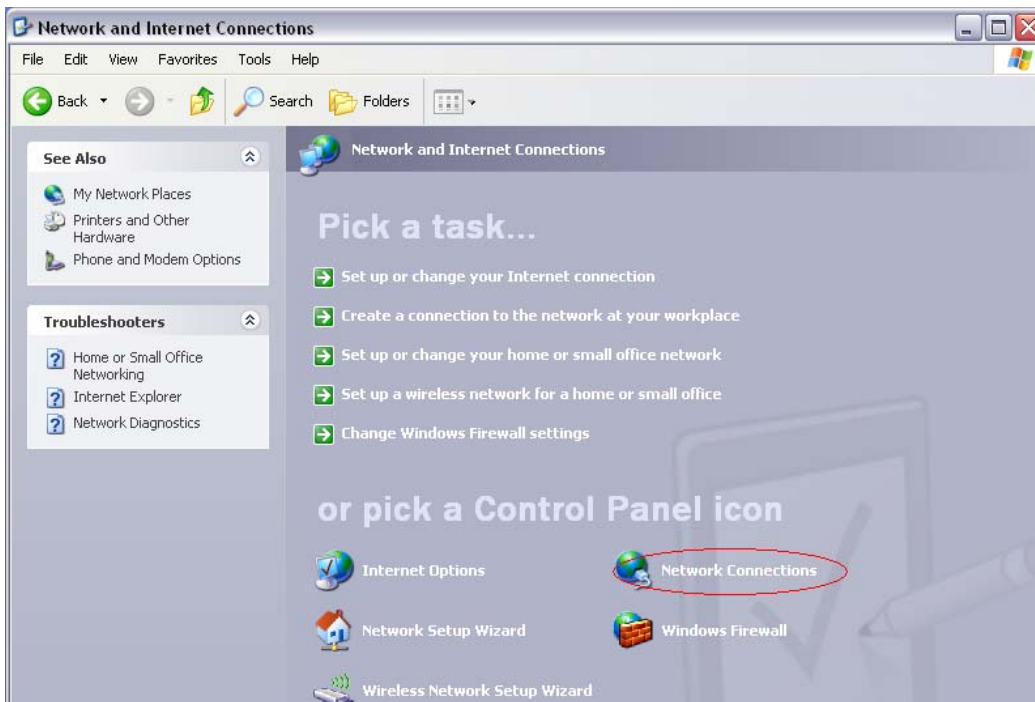 Network and Internet Connections
File Edit View Favorites Tools Help
Back Search Folders
See Also
My Network Places
Printers and Other
Hardware
Phone and Modem Options
Troubleshooters
Home or Small Office
Networking
Internet Explorer
Network Diagnostics
Network and Internet Connections
Pick a task...
Set up or change your Internet connection
Create a connection to the network at your workplace
Set up or change your home or small office network
Set up a wireless network for a home or small office
Change Windows Firewall settings
or pick a Control Panel icon
Internet Options Network Connections
Network Setup Wizard Windows Firewall
Wireless Network Setup Wizard